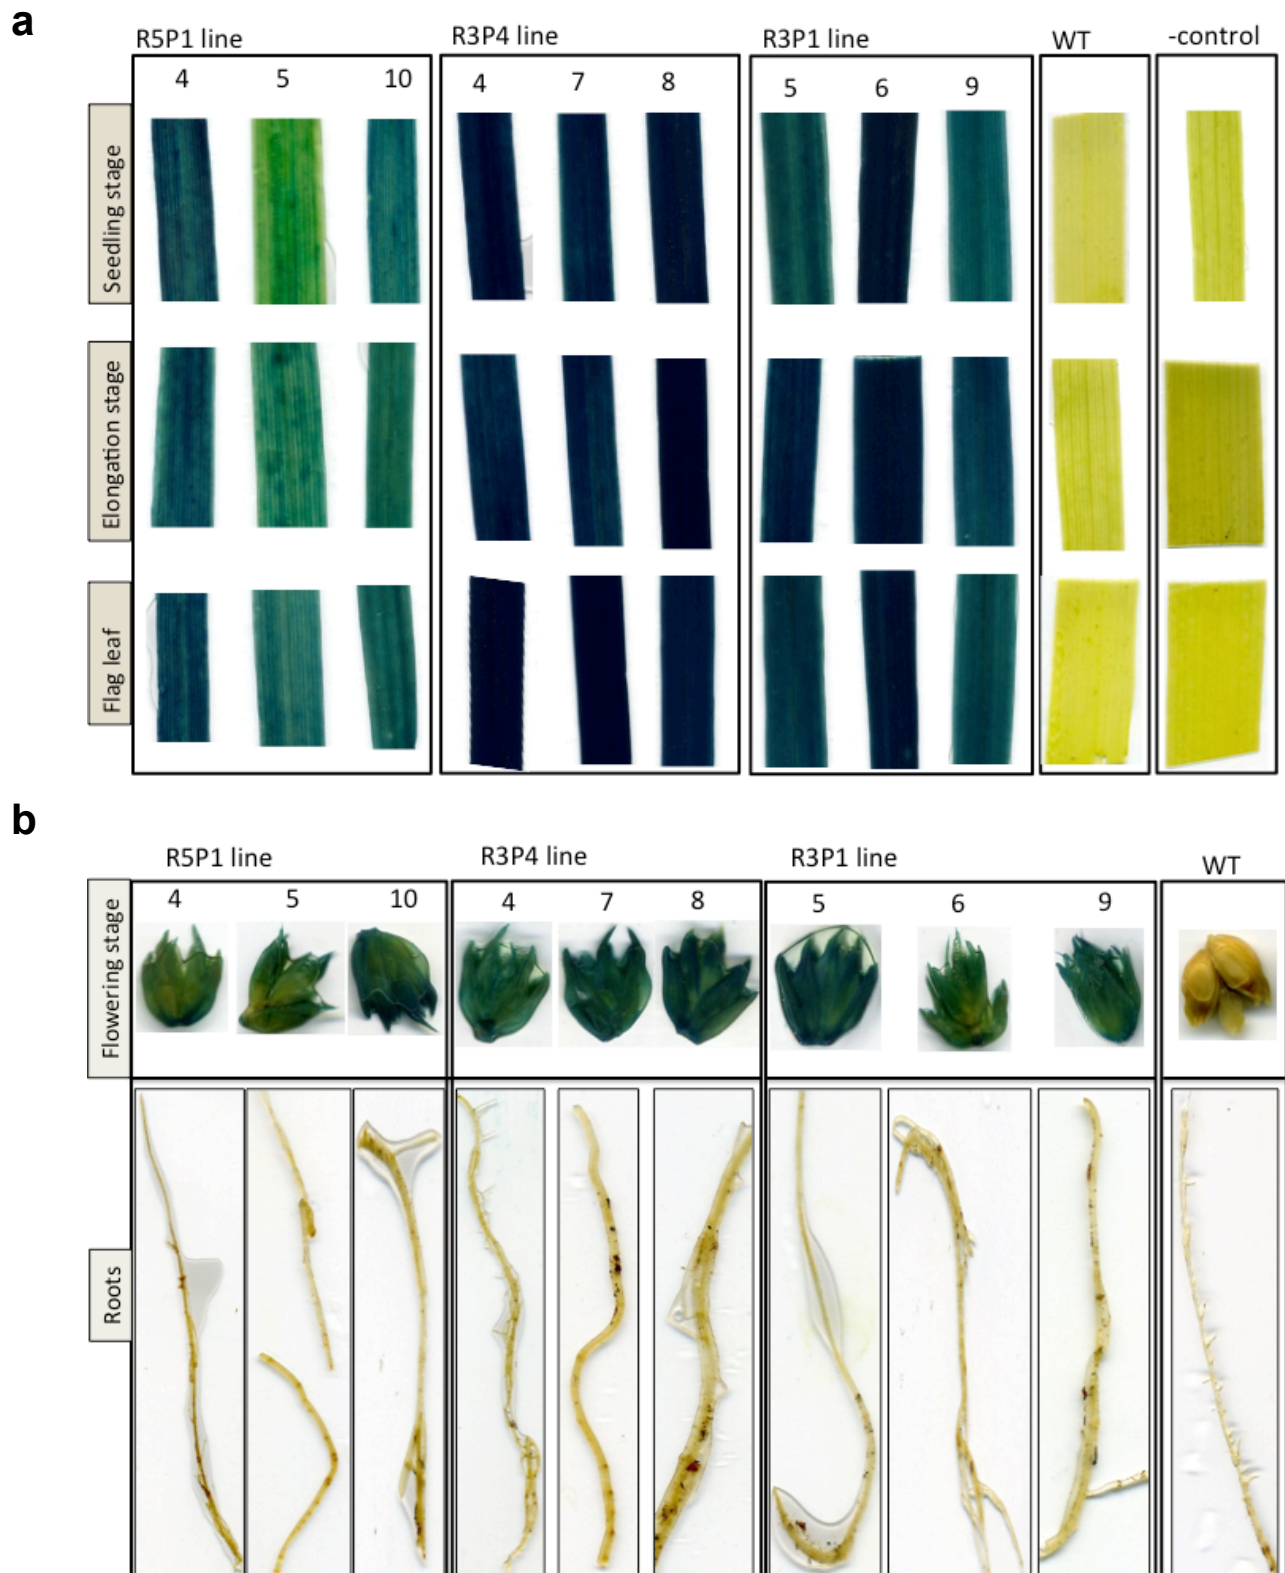 a
R5P1 line
R3P4 line
R3P1 line
WT
-control
4 5 10
4 7 8
5 6 9
Seedling stage
Elongation stage
Flag leaf
b
R5P1 line
R3P4 line
R3P1 line
WT
4 5 10
4 7 8
5 6 9
Flowering stage
Roots